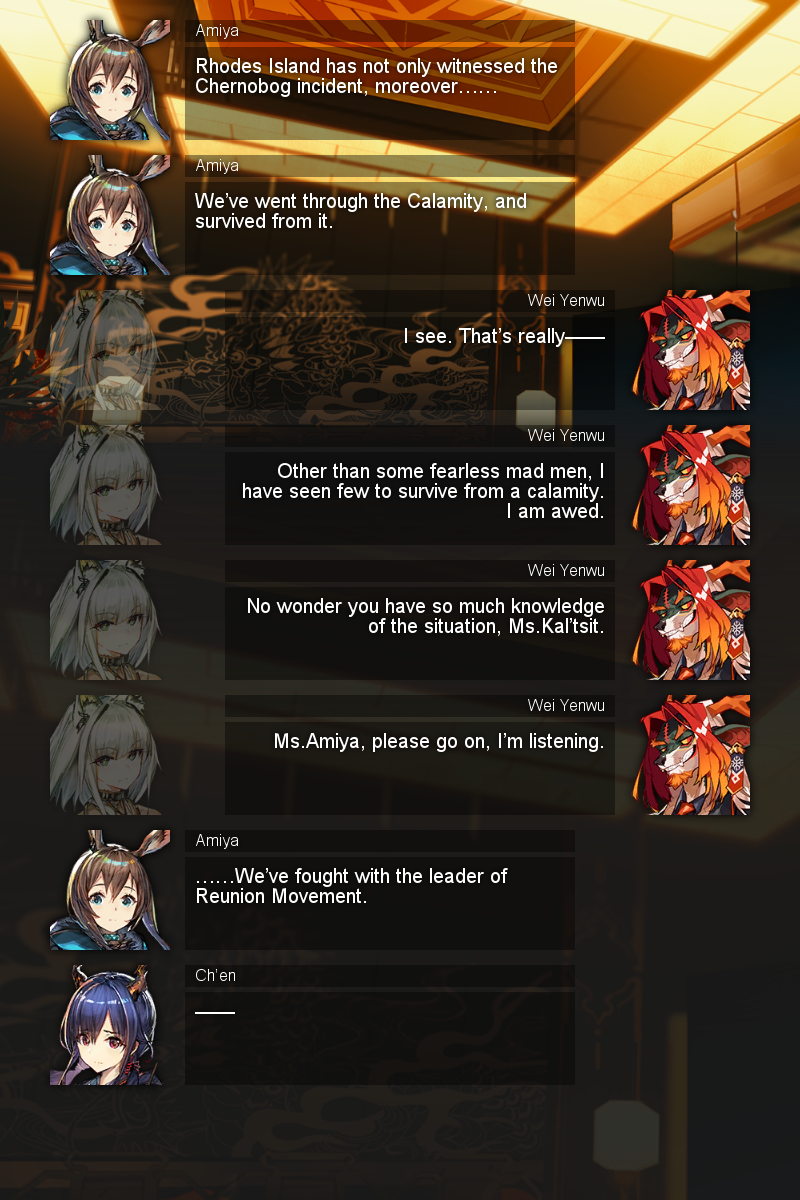 Amiya
Rhodes Island has not only witnessed the
Chernobog incident, moreover……
Amiya
We've went through the Calamity, and
survived from it.
Wei Yenwu
I see. That's really——
Wei Yenwu
Other than some fearless mad men, I
have seen few to survive from a calamity.
I am awed.
Wei Yenwu
No wonder you have so much knowledge
of the situation, Ms.Kal'tsit.
Wei Yenwu
Ms.Amiya, please go on, I'm listening.
Amiya
……We've fought with the leader of
Reunion Movement.
Ch'en
——